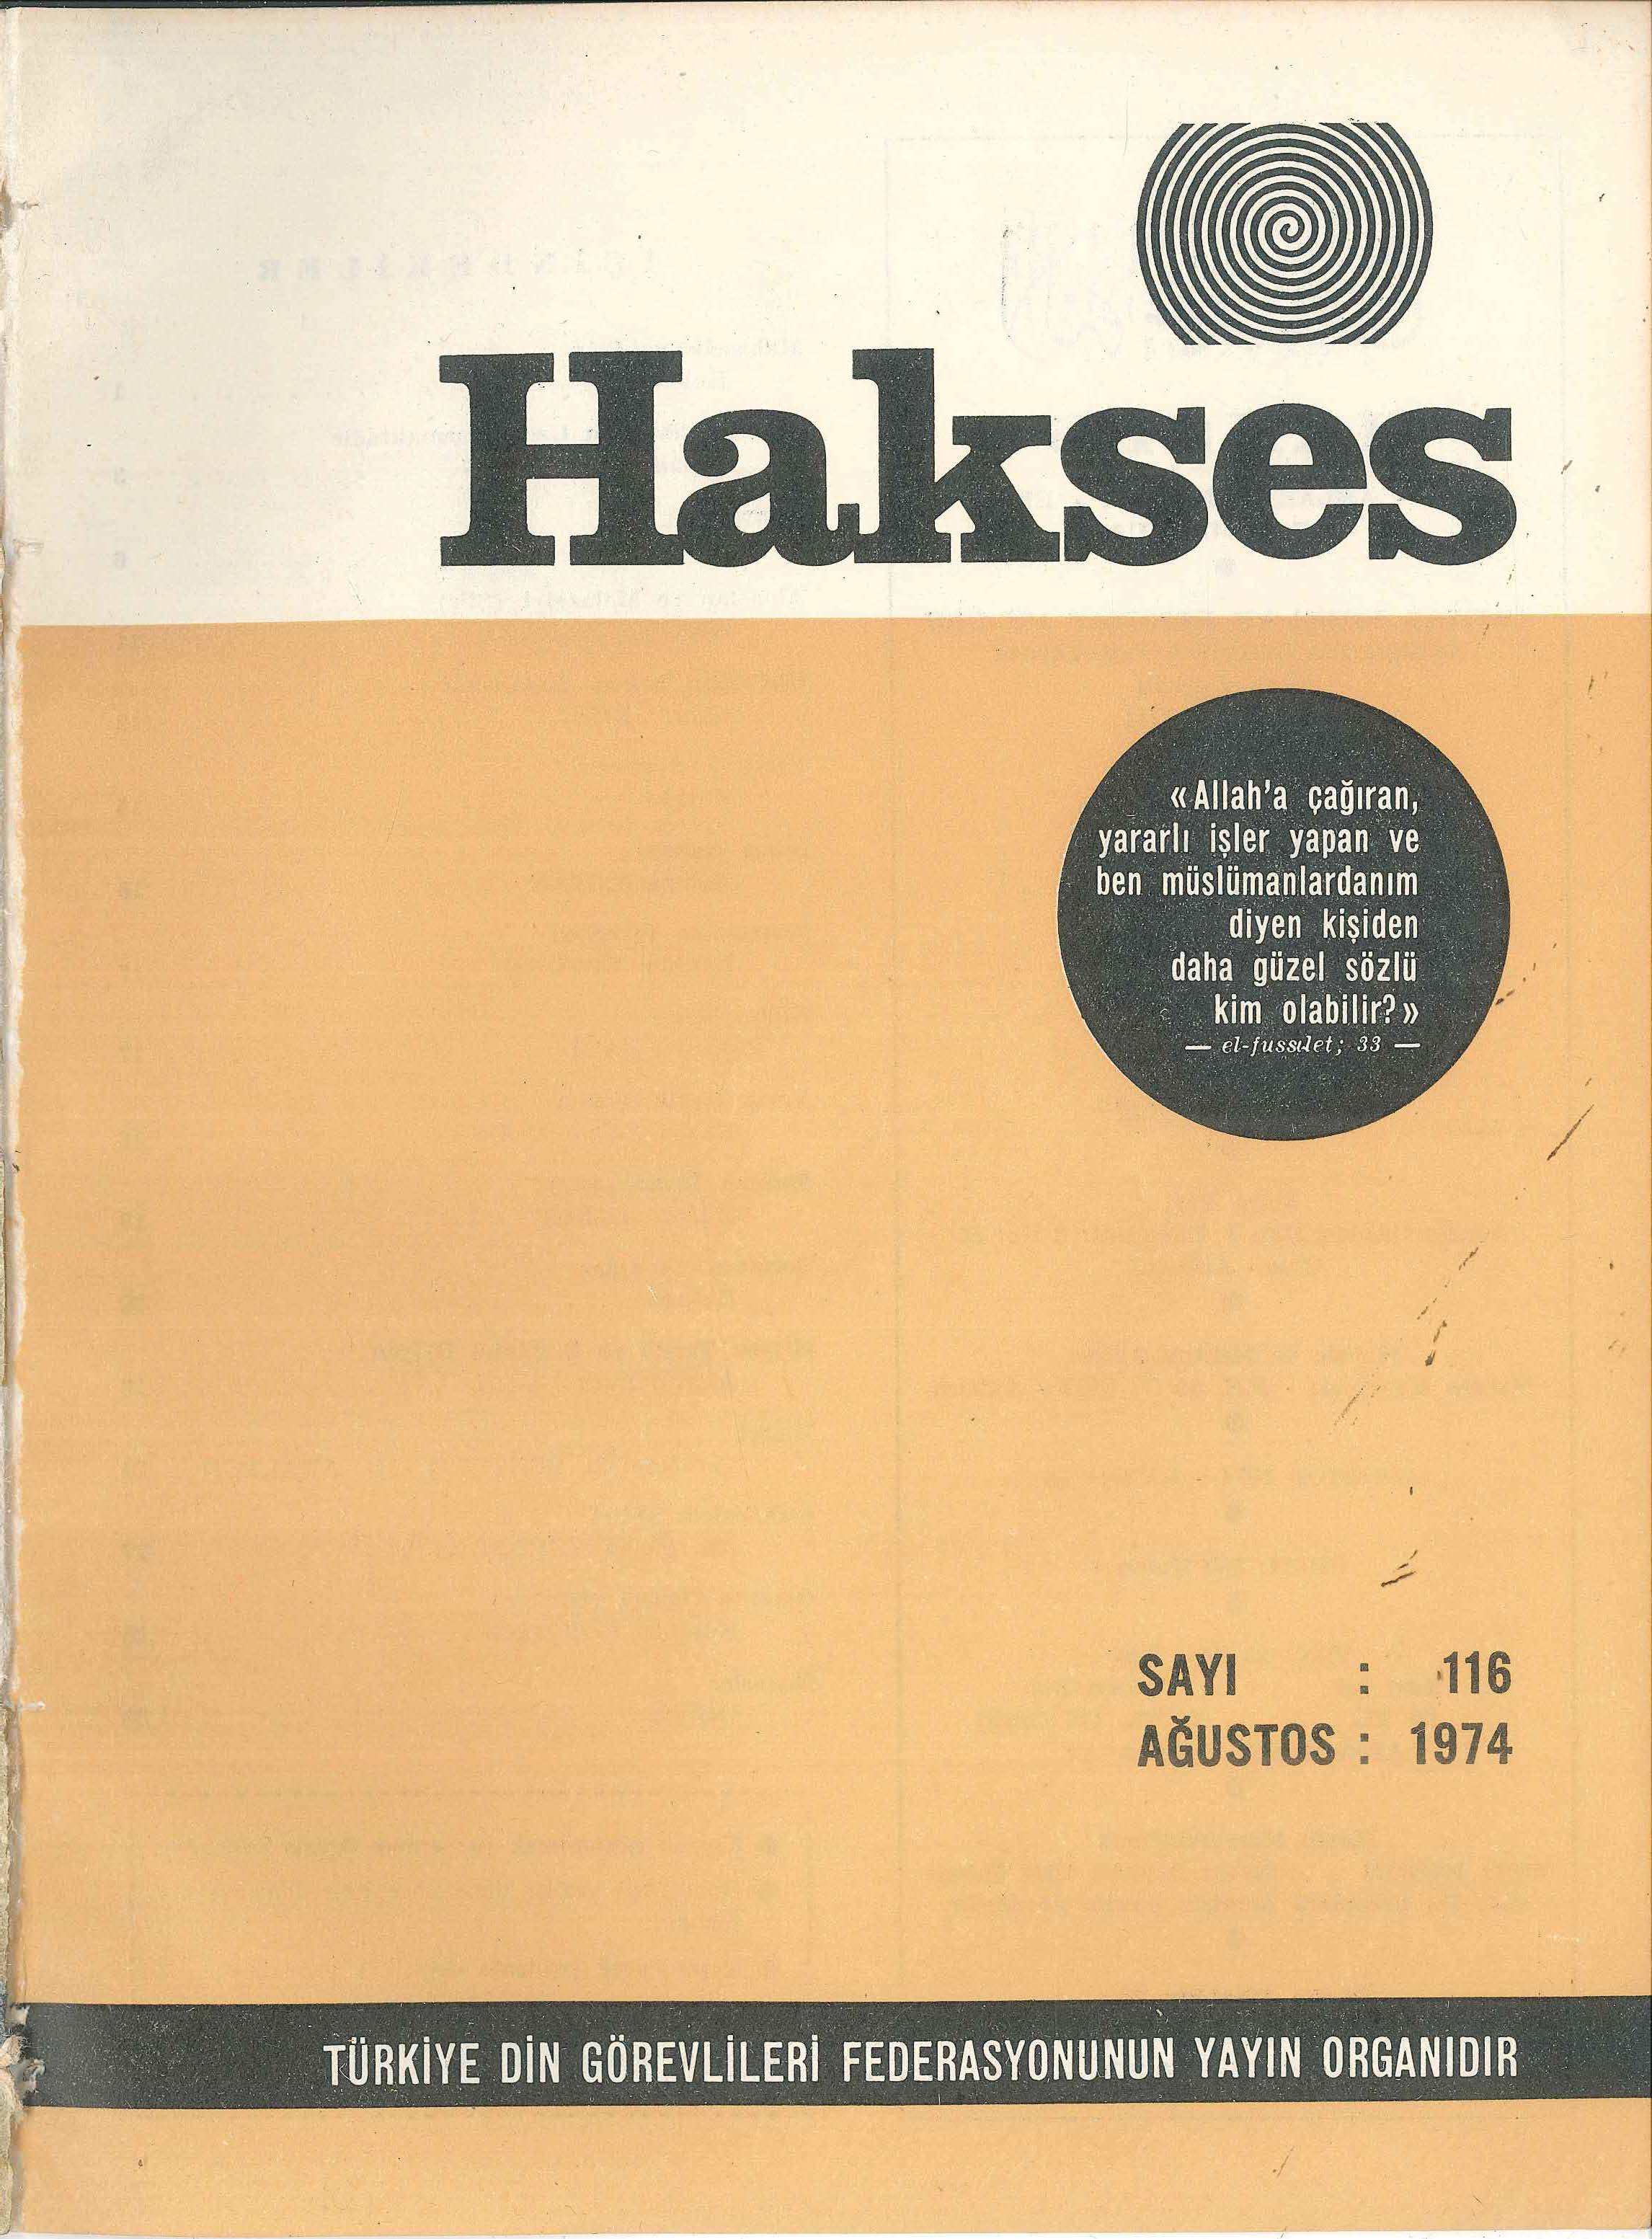 Hakses
«Allah'a çağıran,
yararlı işler yapan ve
ben müslümanlardanım
diyen kişiden
daha güzel sözlü
kim olabilir?»
— el-fussılet; 33 —
SAYI : 116
AĞUSTOS : 1974
TÜRKİYE DİN GÖREVLİLERİ FEDERASYONUNUN YAYIN ORGANIDIR